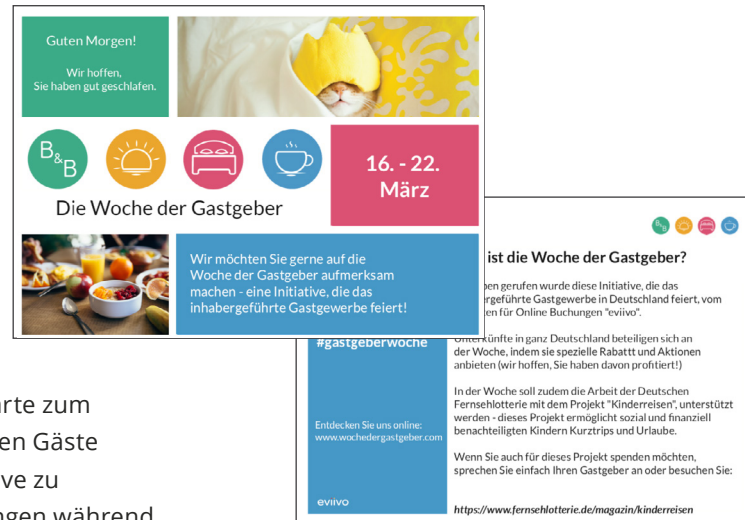 Guten Morgen!
Wir hoffen,
Sie haben gut geschlafen.
B&B
Die Woche der Gastgeber
16. - 22.
März
Wir möchten Sie gerne auf die
Woche der Gastgeber aufmerksam
machen - eine Initiative, die das
inhabergeführte Gastgewerbe feiert!
B&B
ist die Woche der Gastgeber?
gerufen wurde diese Initiative, die das
Gastgewerbe in Deutschland feiert, vom
für Online Buchungen "eviivo".
#gastgeberwoche
Unterkünfte in ganz Deutschland beteiligen sich an
der Woche, indem sie spezielle Rabattt und Aktionen
anbieten (wir hoffen, Sie haben davon profitiert!)
In der Woche soll zudem die Arbeit der Deutschen
Fernsehlotterie mit dem Projekt "Kinderreisen", unterstützt
werden - dieses Projekt ermöglicht sozial und finanziell
benachteiligten Kindern Kurztrips und Urlaube.
Entdecken Sie uns online:
www.wochedergastgeber.com
Wenn Sie auch für dieses Projekt spenden möchten,
sprechen Sie einfach Ihren Gastgeber an oder besuchen Sie:
eviivo
https://www.fernsehlotterie.de/magazin/kinderreisen
zum
Gäste
zu
während